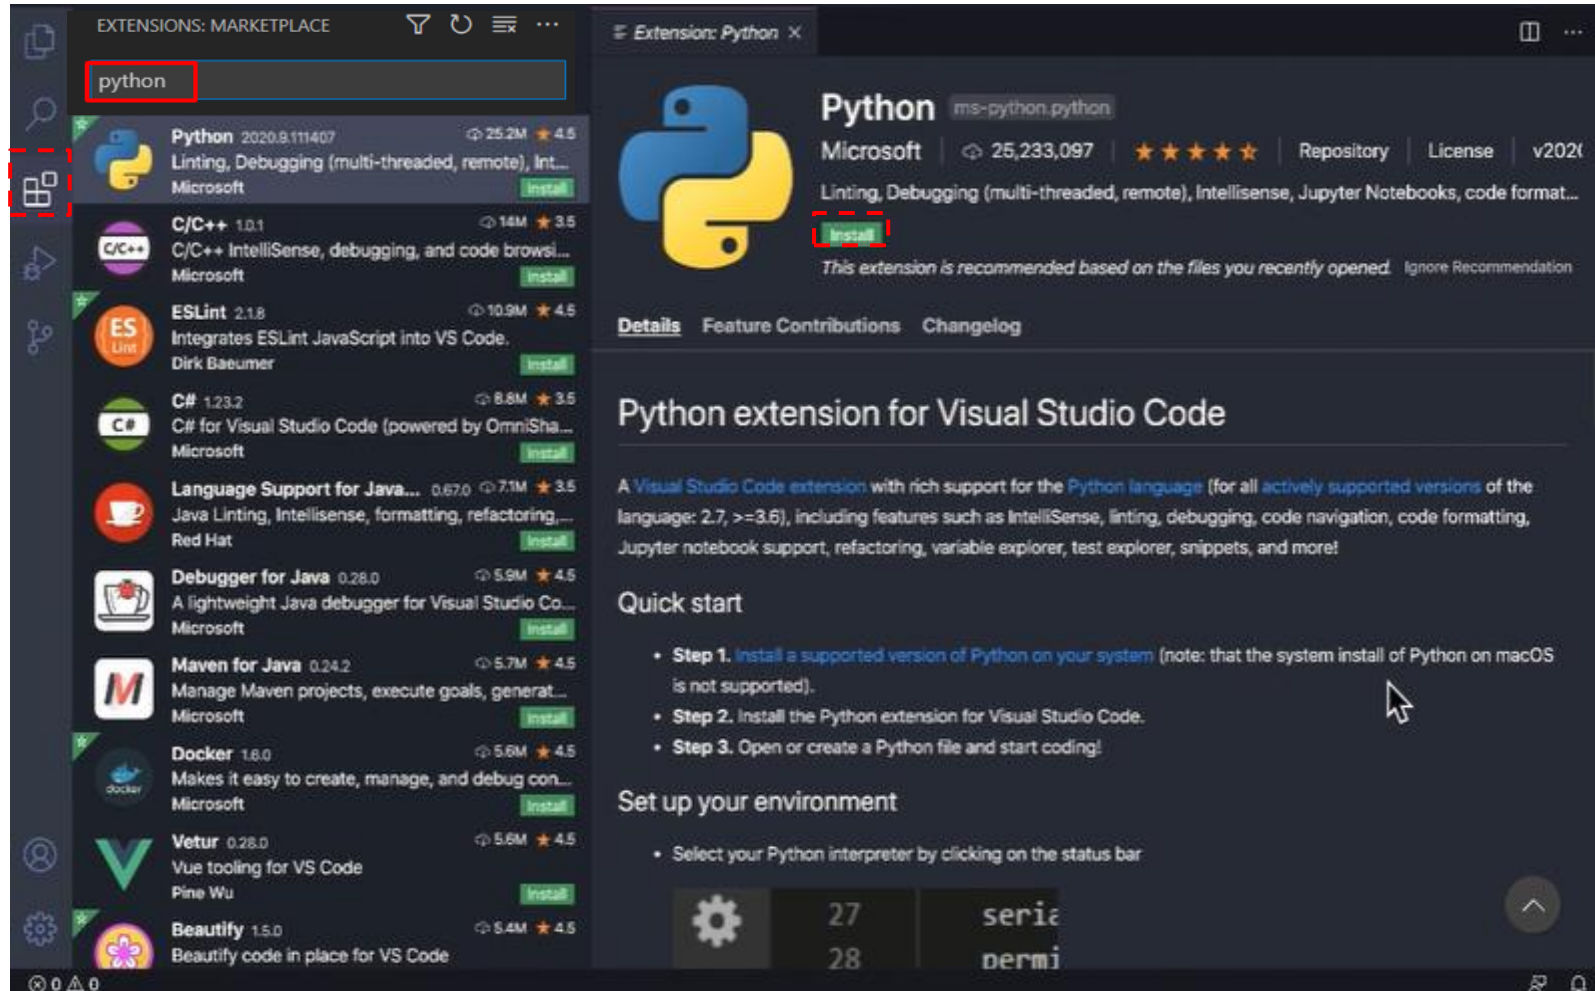 EXTENSIONS: MARKETPLACE
python
Python 2020.9.111407 25.2M 4.5
Linting, Debugging (multi-threaded, remote), Int...
Microsoft Install
C/C++ 1.0.1 14M 3.5
C/C++
C/C++ IntelliSense, debugging, and code browsi...
Microsoft Install
ESLint 2.1.8 10.9M 4.5
ES
Lint
Integrates ESLint JavaScript into VS Code.
Dirk Baeumer Install
C# 1.23.2 8.8M 3.5
C#
C# for Visual Studio Code (powered by OmniSha...
Microsoft Install
Language Support for Java... 0.67.0 7.1M 3.5
Java Linting, Intellisense, formatting, refactoring,...
Red Hat Install
Debugger for Java 0.28.0 5.9M 4.5
A lightweight Java debugger for Visual Studio Co...
Microsoft Install
Maven for Java 0.24.2 5.7M 4.5
M
Manage Maven projects, execute goals, generat...
Microsoft Install
Docker 1.6.0 5.6M 4.5
docker
Makes it easy to create, manage, and debug con...
Microsoft Install
Vetur 0.28.0 5.6M 4.5
Vue tooling for VS Code
Pine Wu Install
Beautify 1.5.0 5.4M 4.5
Beautify code in place for VS Code
0 0
Extension: Python
Python ms-python.python
Microsoft 25,233,097 Repository License v202(
Linting, Debugging (multi-threaded, remote), Intellisense, Jupyter Notebooks, code format...
Install
This extension is recommended based on the files you recently opened. Ignore Recommendation
Details Feature Contributions Changelog
Python extension for Visual Studio Code
A Visual Studio Code extension with rich support for the Python language (for all actively supported versions of the
language: 2.7, >=3.6), including features such as IntelliSense, linting, debugging, code navigation, code formatting,
Jupyter notebook support, refactoring, variable explorer, test explorer, snippets, and more!
Quick start
• Step 1. Install a supported version of Python on your system (note: that the system install of Python on macOS
is not supported).
• Step 2. Install the Python extension for Visual Studio Code.
• Step 3. Open or create a Python file and start coding!
Set up your environment
• Select your Python interpreter by clicking on the status bar
27 seria
28 permi